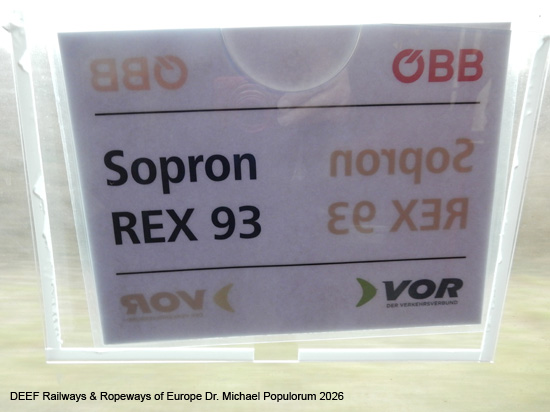 ÖBB
Sopron
REX 93
VOR
DER VERKEHRSVERBUND
DEEF Railways & Ropeways of Europe Dr. Michael Populorum 2026